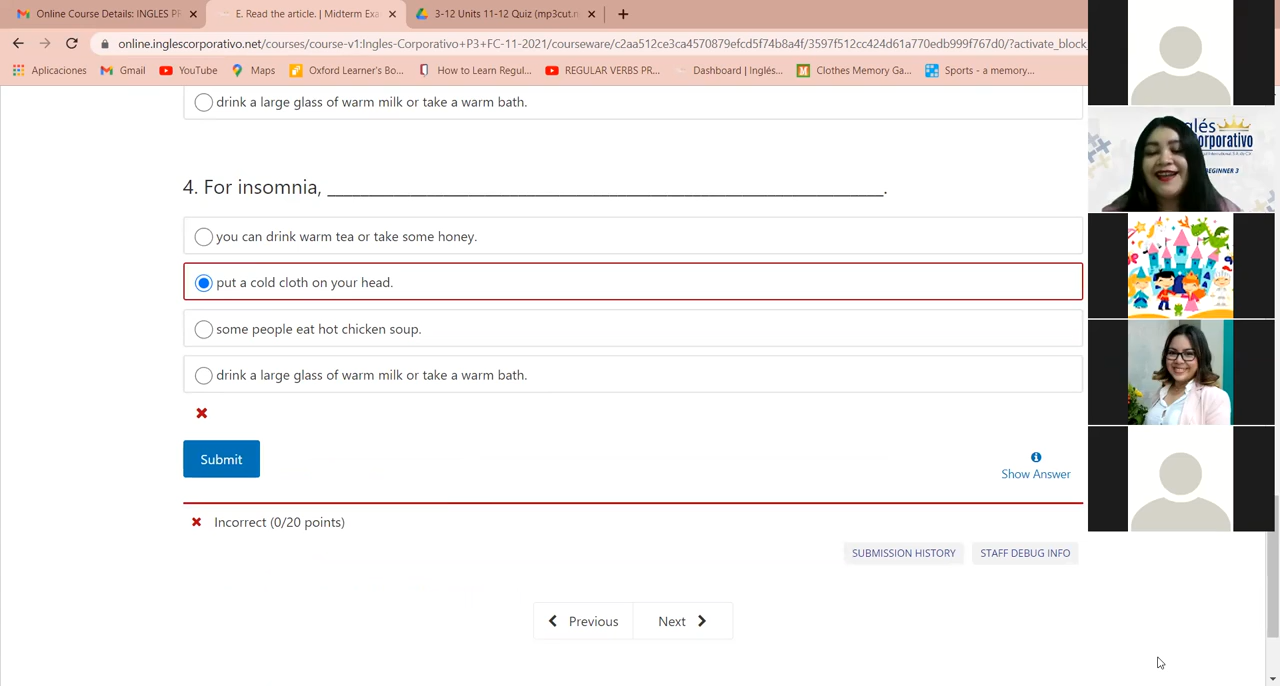 Online Course Details: INGLES PF
E. Read the article. | Midterm Exa
3-12 Units 11-12 Quiz (mp3cut.n
online.inglescorporativo.net/courses/course-v1:Ingles-Corporativo+P3+FC-11-2021/courseware/c2aa512ce3ca4570879efcd5f74b8a4f/3597f512cc424d61a770edb999f767d0/?activate_block_
Aplicaciones
Gmail
YouTube
Maps
Oxford Learner's Bo...
How to Learn Regul...
REGULAR VERBS PR...
Dashboard | Inglés...
Clothes Memory Ga...
Sports - a memory...
drink a large glass of warm milk or take a warm bath.
glés
orporativo
BEGINNER 3
4. For insomnia, ______.
you can drink warm tea or take some honey.
put a cold cloth on your head.
some people eat hot chicken soup.
drink a large glass of warm milk or take a warm bath.
Submit
Show Answer
Incorrect (0/20 points)
SUBMISSION HISTORY
STAFF DEBUG INFO
Previous
Next